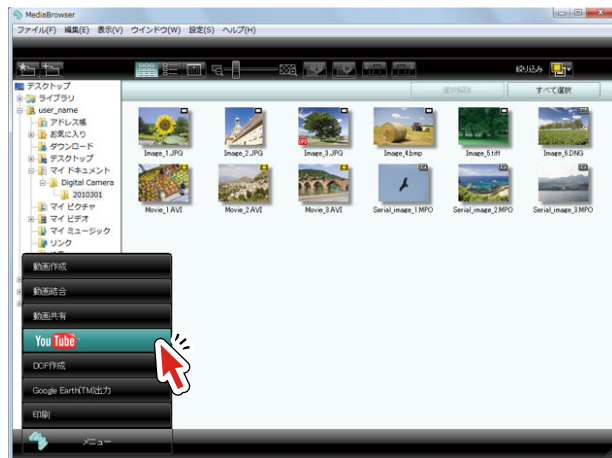 MediaBrowser
ファイル(F) 編集(E) 表示(V) ウインドウ(W) 設定(S) ヘルプ(H)
絞り込み
デスクトップ
ライブラリ
user_name
アドレス帳
お気に入り
ダウンロード
デスクトップ
マイ ドキュメント
Digital Camera
2010301
マイ ピクチャ
マイ ビデオ
マイ ミュージック
リンク
選択解除 すべて選択
Image_1.JPG Image_2.JPG Image_3.JPG Image_4.bmp Image_5.tiff Image_6.DNG
Movie_1.AVI Movie_2.AVI Movie_3.AVI Serial_image_1.MPO Serial_image_2.MPO Serial_image_3.MPO
動画作成
動画結合
動画共有
You Tube
DCF作成
Google Earth(TM)出力
印刷
メニュー